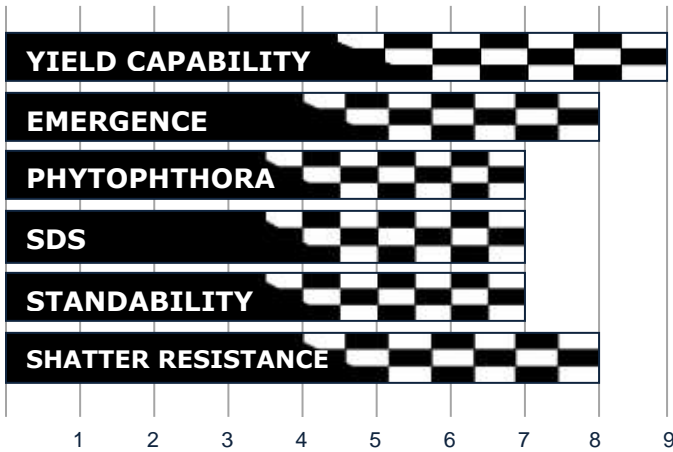 YIELD CAPABILITY
EMERGENCE
PHYTOPHTHORA
SDS
STANDABILITY
SHATTER RESISTANCE
1 2 3 4 5 6 7 8 9